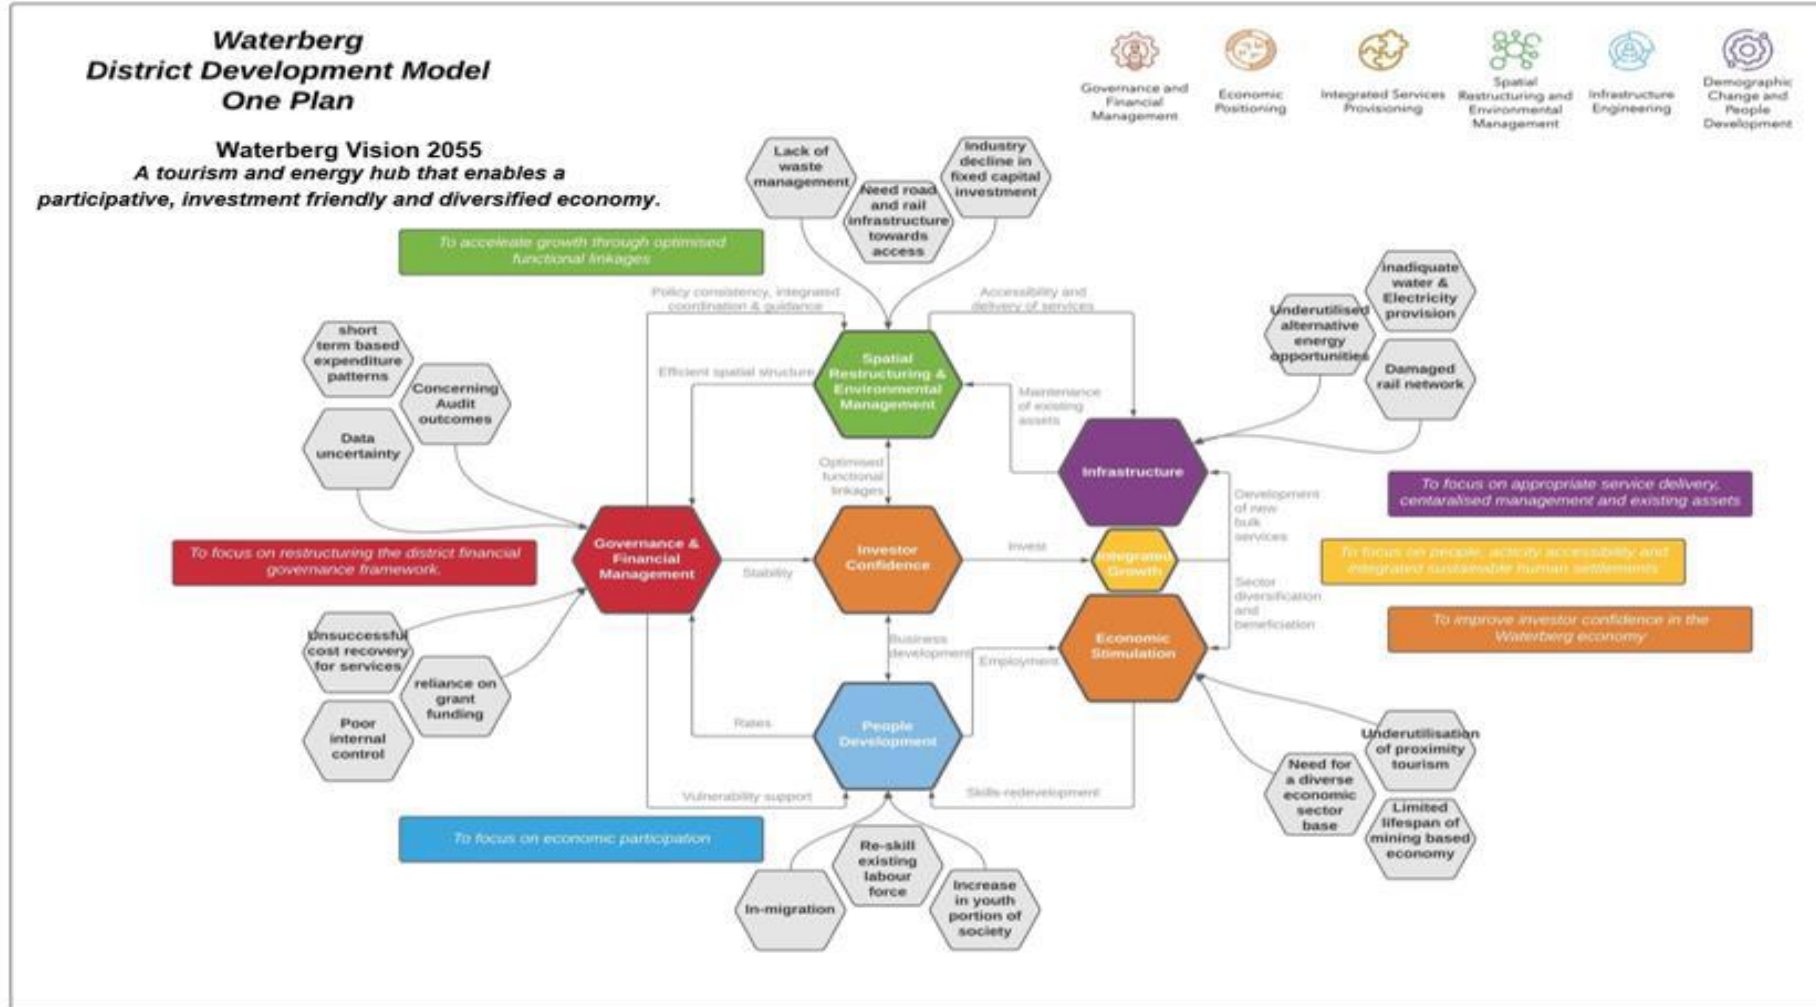 Waterberg
District Development Model
One Plan
Waterberg Vision 2055
A tourism and energy hub that enables a
participative, investment friendly and diversified economy.
Governance and
Financial
Management
Economic
Positioning
Integrated Services
Provisioning
Spatial
Restructuring and
Environmental
Management
Infrastructure
Engineering
Demographic
Change and
People
Development
Lack of
waste
management
Need road
and rail
infrastructure
towards
access
Industry
decline in
fixed capital
investment
To acceleate growth through optimised
functional linkages
Policy consistency, integrated
coordination & guidance
Accessibility and
delivery of services
inadiquate
water &
Electricity
provision
Underutilised
alternative
energy
opportunities
Damaged
rail network
short
term based
expenditure
patterns
Concerning
Audit
outcomes
Data
uncertainty
Efficient spatial structure
Spatial
Restructuring &
Environmental
Management
Maintenance
of existing
assets
Optimised
functional
linkages
Infrastructure
To focus on appropriate service delivery,
centaralised management and existing assets
Development
of new
bulk
services
To focus on restructuring the district financial
governance framework.
Governance &
Financial
Management
Stability
Investor
Confidence
Invest
Integrated
Growth
To focus on people, acticity accessibility and
integrated sustainable human settlements
Sector
diversification
and
beneficiation
To improve investor confidence in the
Waterberg economy
Unsuccessful
cost recovery
for services
reliance on
grant
funding
Poor
internal
control
Business
development
Employment
Economic
Stimulation
Rates
People
Development
Vulnerability support
Skills redevelopment
Underutilisation
of proximity
tourism
Need for
a diverse
economic
sector
base
Limited
lifespan of
mining based
economy
To focus on economic participation
In-migration
Re-skill
existing
labour
force
Increase
in youth
portion of
society